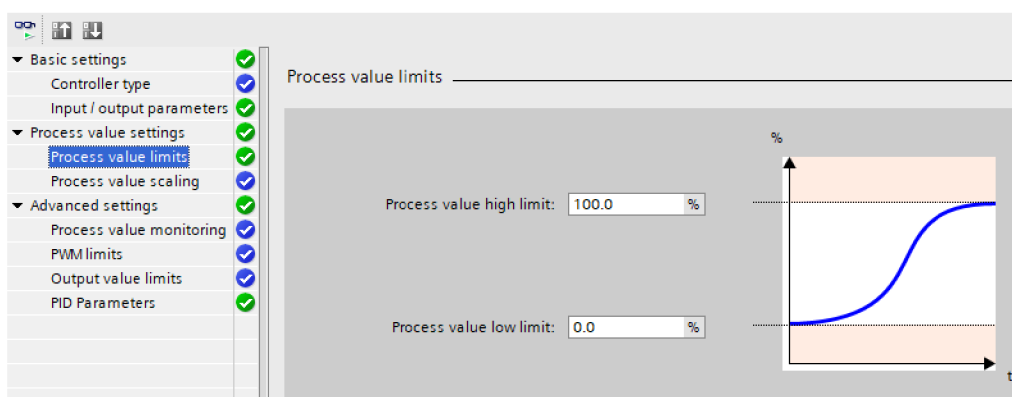 Basic settings
Controller type
Input / output parameters
Process value settings
Process value limits
Process value scaling
Advanced settings
Process value monitoring
PWM limits
Output value limits
PID Parameters
Process value limits
%
Process value high limit: 100.0 %
Process value low limit: 0.0 %
t